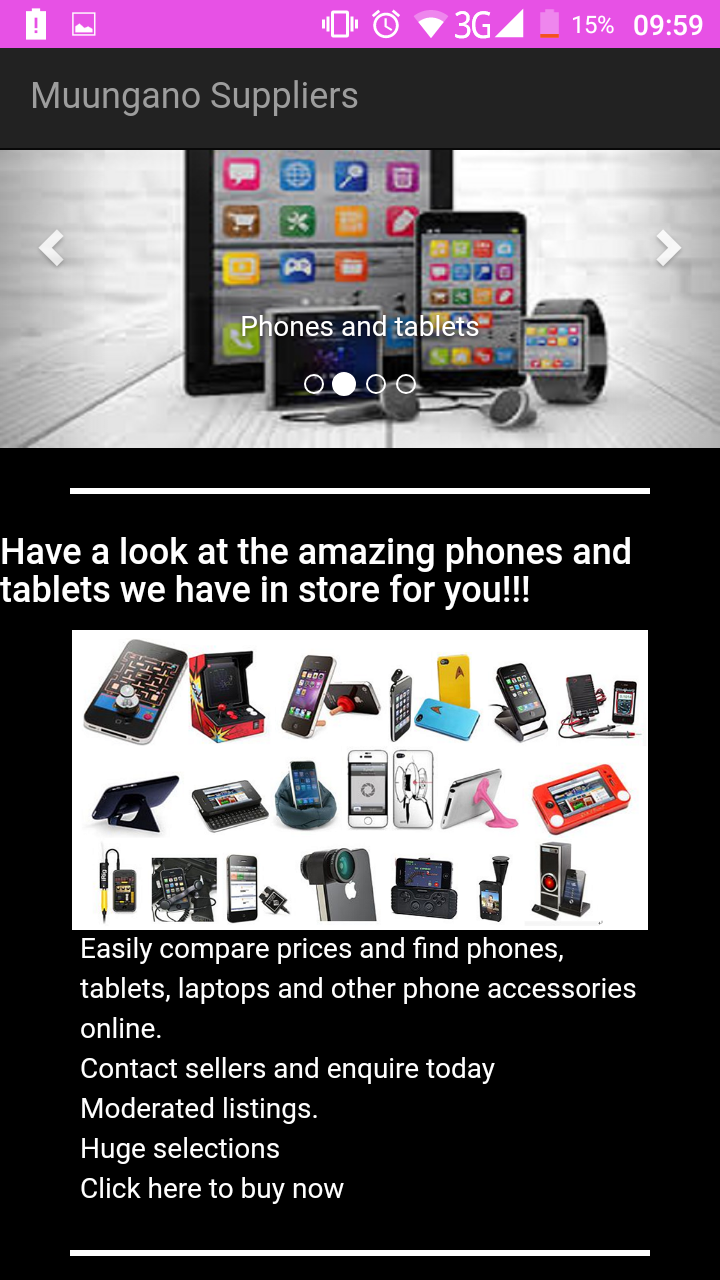 3G 15% 09:59
Muungano Suppliers
Phones and tablets
Have a look at the amazing phones and
tablets we have in store for you!!!
Easily compare prices and find phones,
tablets, laptops and other phone accessories
online.
Contact sellers and enquire today
Moderated listings.
Huge selections
Click here to buy now